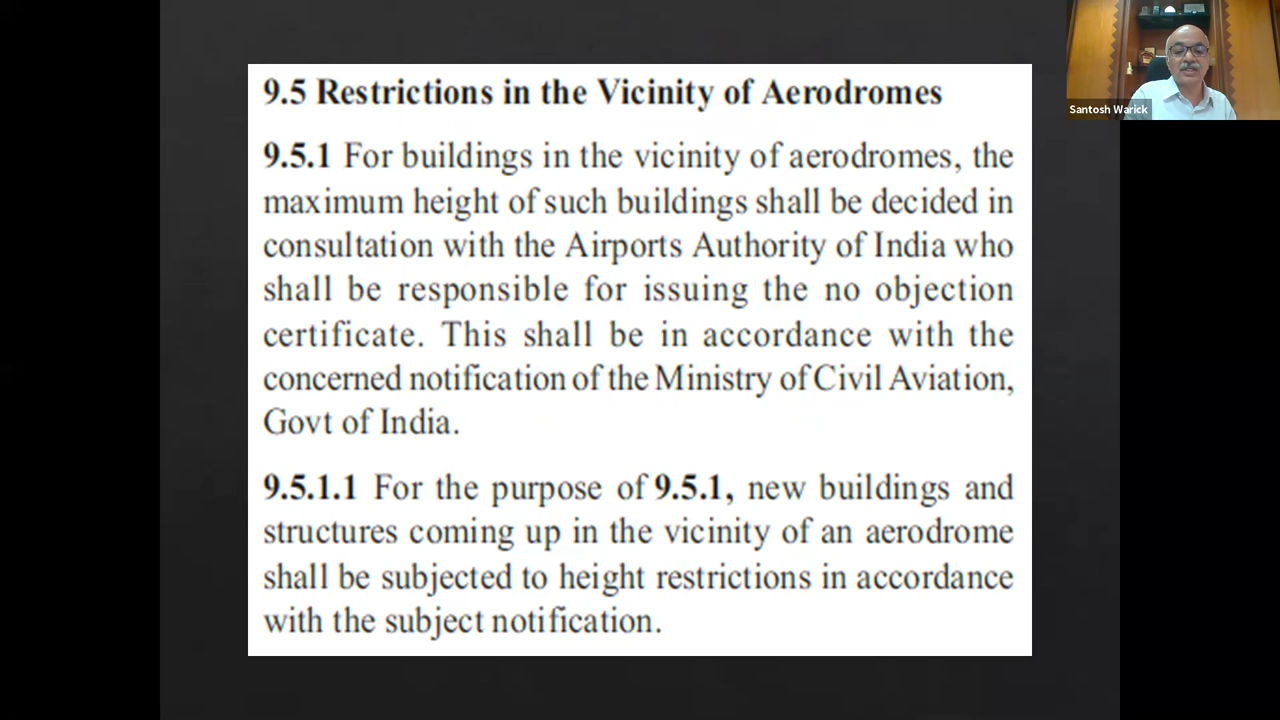 9.5 Restrictions in the Vicinity of Aerodromes
9.5.1 For buildings in the vicinity of aerodromes, the
maximum height of such buildings shall be decided in
consultation with the Airports Authority of India who
shall be responsible for issuing the no objection
certificate. This shall be in accordance with the
concerned notification of the Ministry of Civil Aviation,
Govt of India.
9.5.1.1 For the purpose of 9.5.1, new buildings and
structures coming up in the vicinity of an aerodrome
shall be subjected to height restrictions in accordance
with the subject notification.
Santosh Warick